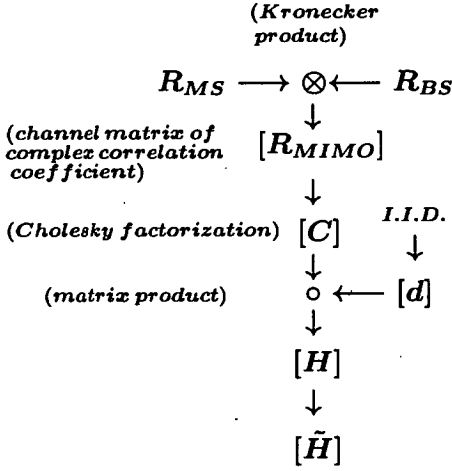 (Kronecker
product)
R_MS → ⊗ ← R_BS
↓
(channel matrix of
complex correlation
coefficient)
[R_MIMO]
↓
I.I.D.
(Cholesky factorization) [C]
↓ ↓
(matrix product) ∘ ← [d]
↓
[H]
↓
[H̃]